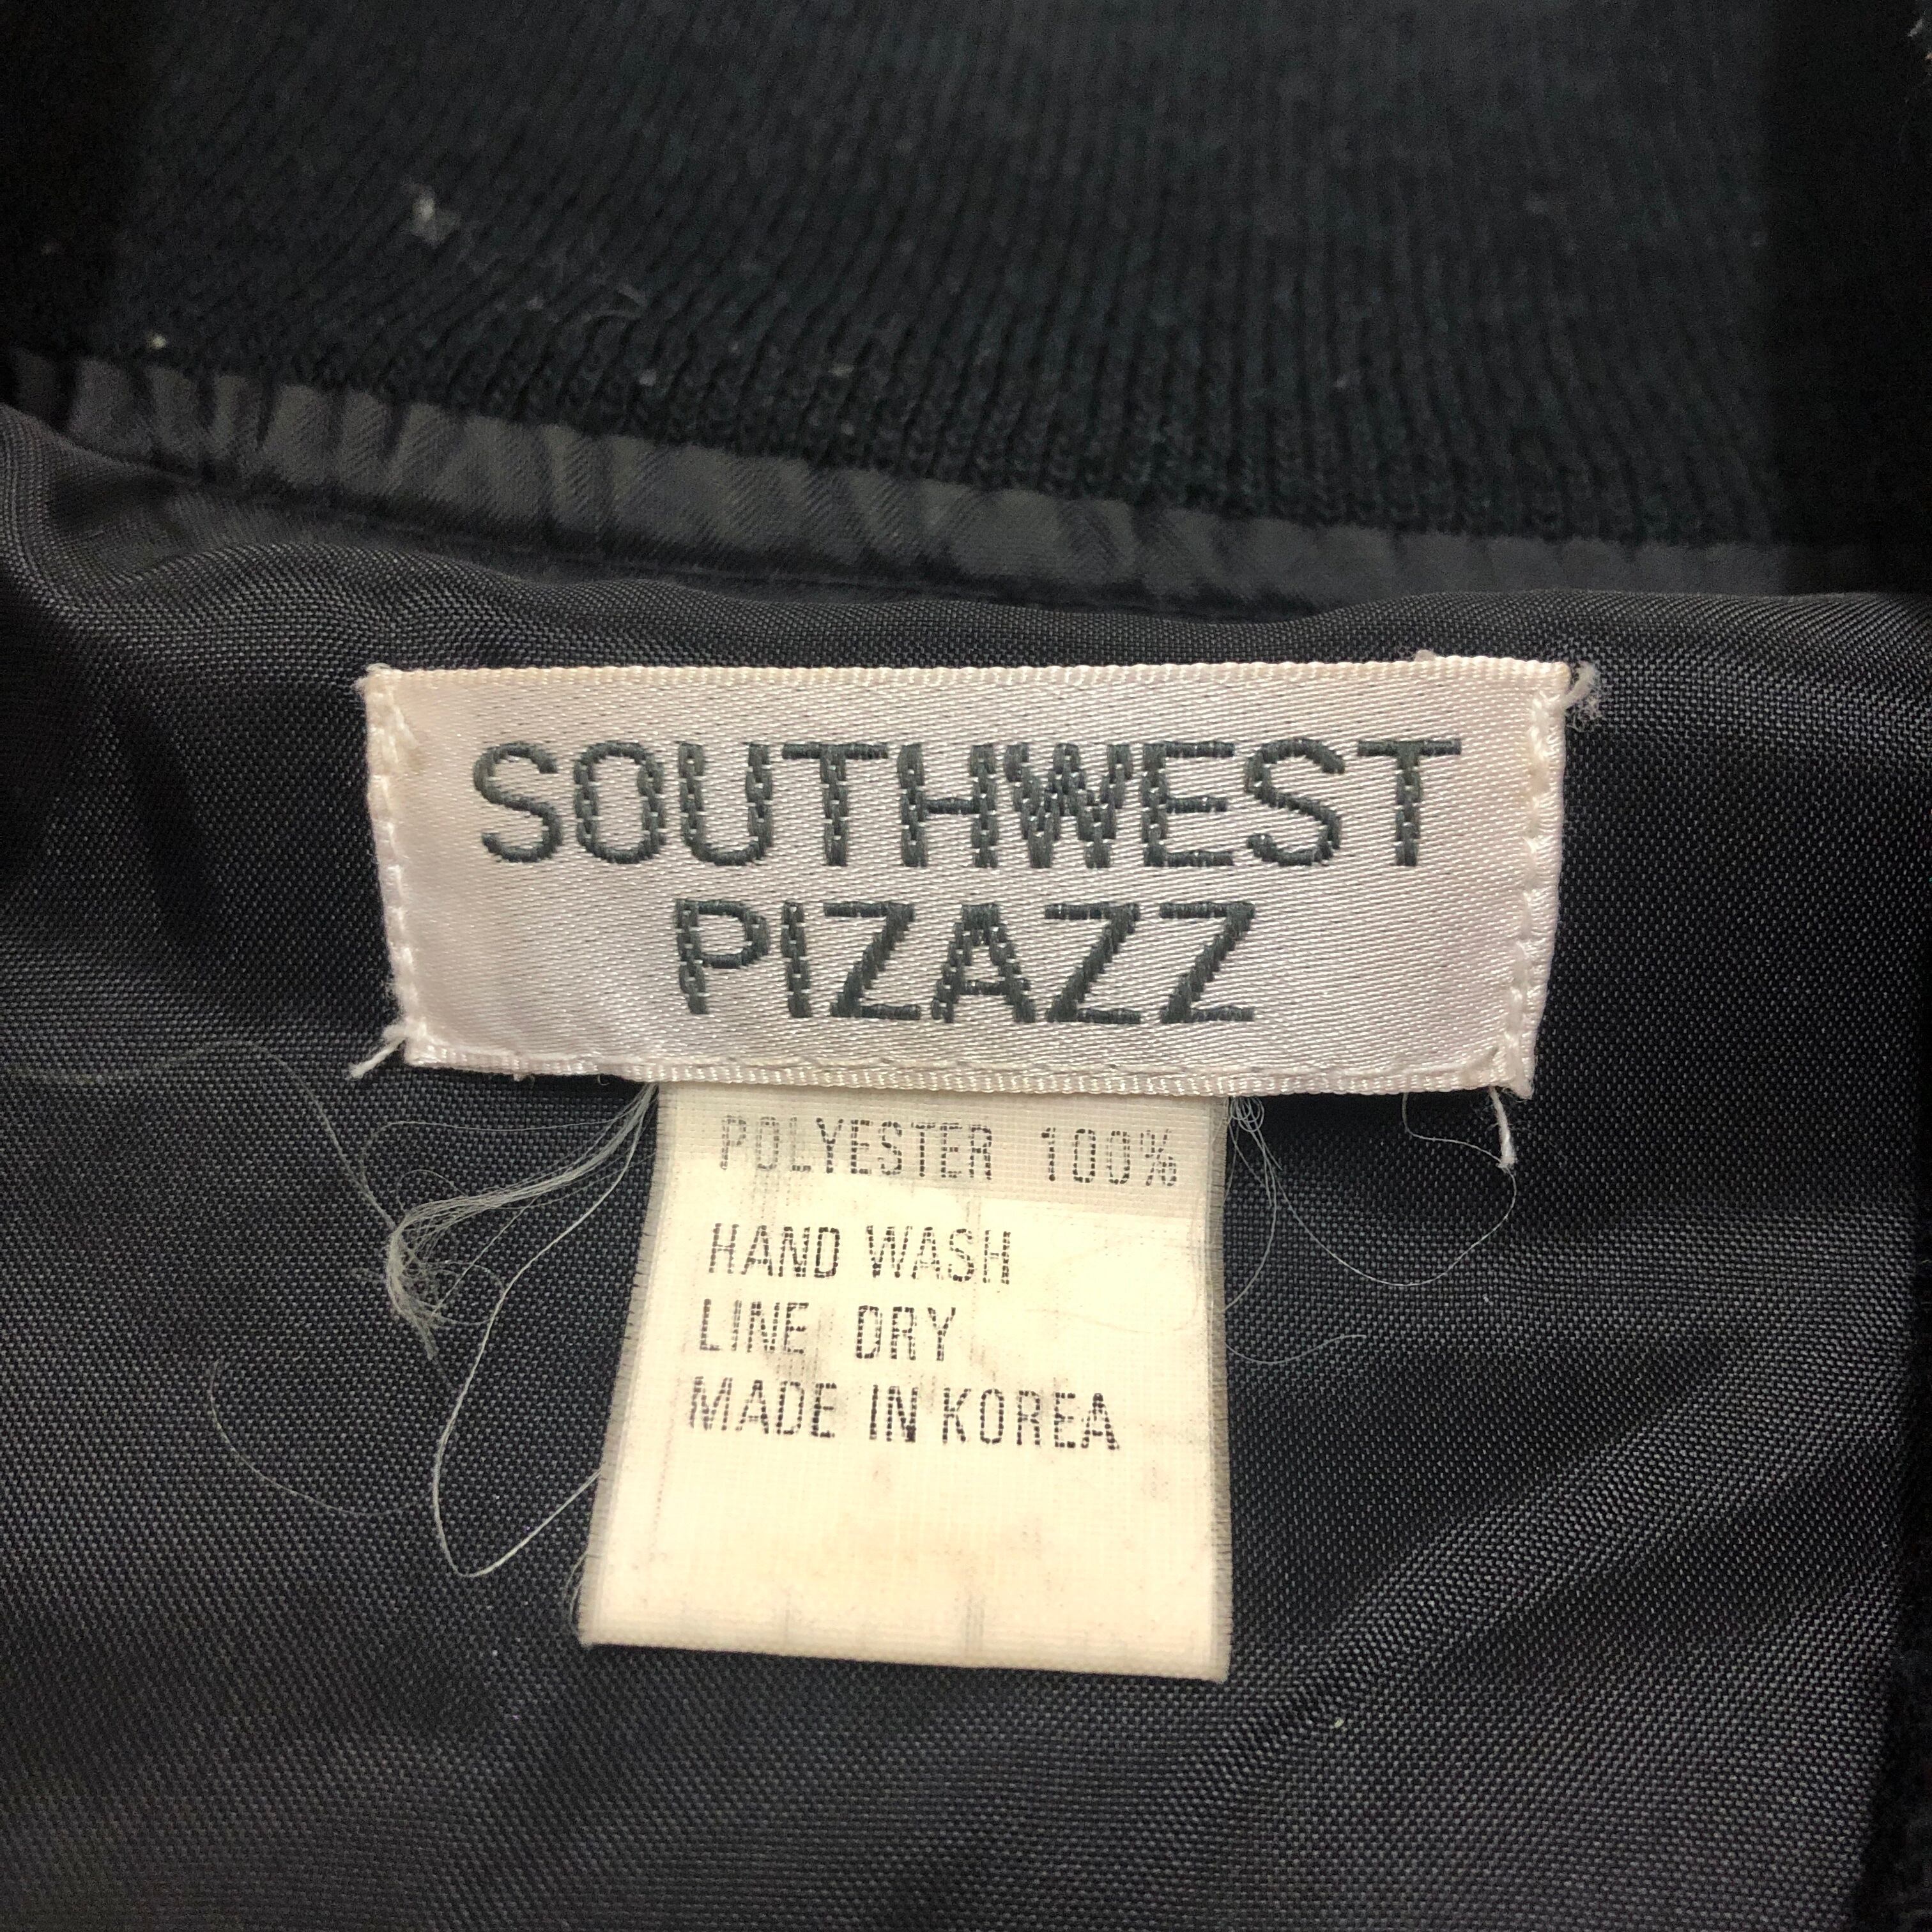 SOUTHWEST
PIZAZZ
POLYESTER 100%
HAND WASH
LINE DRY
MADE IN KOREA